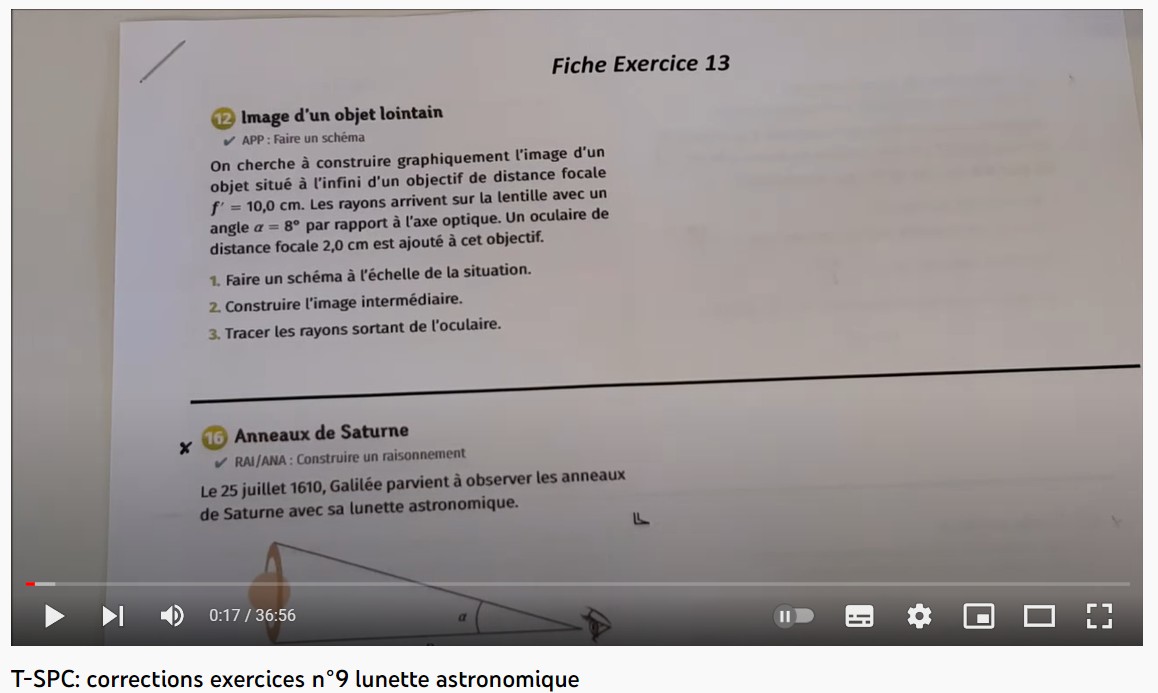 Fiche Exercice 13
12 Image d'un objet lointain
✔ APP : Faire un schéma
On cherche à construire graphiquement l'image d'un
objet situé à l'infini d'un objectif de distance focale
f' = 10,0 cm. Les rayons arrivent sur la lentille avec un
angle α = 8° par rapport à l'axe optique. Un oculaire de
distance focale 2,0 cm est ajouté à cet objectif.
1. Faire un schéma à l'échelle de la situation.
2. Construire l'image intermédiaire.
3. Tracer les rayons sortant de l'oculaire.
x 16 Anneaux de Saturne
✔ RAI/ANA : Construire un raisonnement
Le 25 juillet 1610, Galilée parvient à observer les anneaux
de Saturne avec sa lunette astronomique.
α
0:17 / 36:56
T-SPC: corrections exercices n°9 lunette astronomique